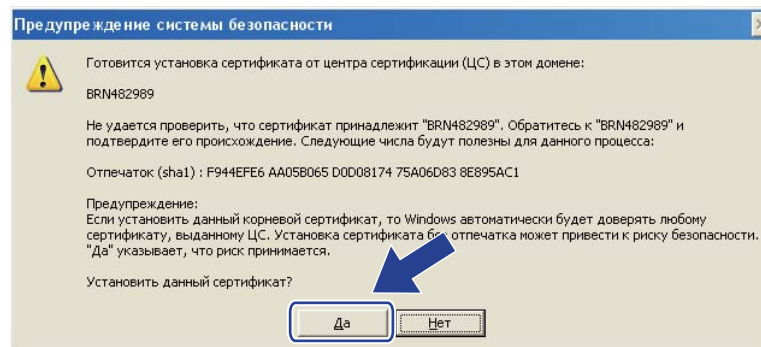 Предупреждение системы безопасности
Готовится установка сертификата от центра сертификации (ЦС) в этом домене:
BRN482989
Не удается проверить, что сертификат принадлежит "BRN482989". Обратитесь к "BRN482989" и
подтвердите его происхождение. Следующие числа будут полезны для данного процесса:
Отпечаток (sha1) : F944EFE6 AA05B065 D0D08174 75A06D83 8E895AC1
Предупреждение:
Если установить данный корневой сертификат, то Windows автоматически будет доверять любому
сертификату, выданному ЦС. Установка сертификата без отпечатка может привести к риску безопасности.
"Да" указывает, что риск принимается.
Установить данный сертификат?
Да
Нет